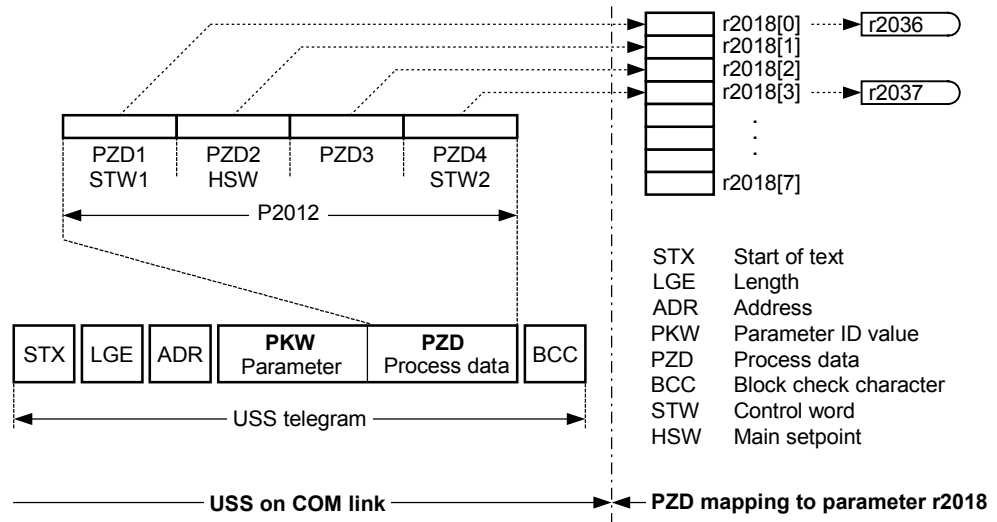 r2018[0] r2036
r2018[1]
r2018[2]
r2018[3] r2037
.
.
.
r2018[7]
PZD1 PZD2 PZD3 PZD4
STW1 HSW STW2
P2012
STX Start of text
LGE Length
ADR Address
PKW Parameter ID value
PZD Process data
BCC Block check character
STW Control word
HSW Main setpoint
STX LGE ADR PKW Parameter PZD Process data BCC
USS telegram
USS on COM link PZD mapping to parameter r2018